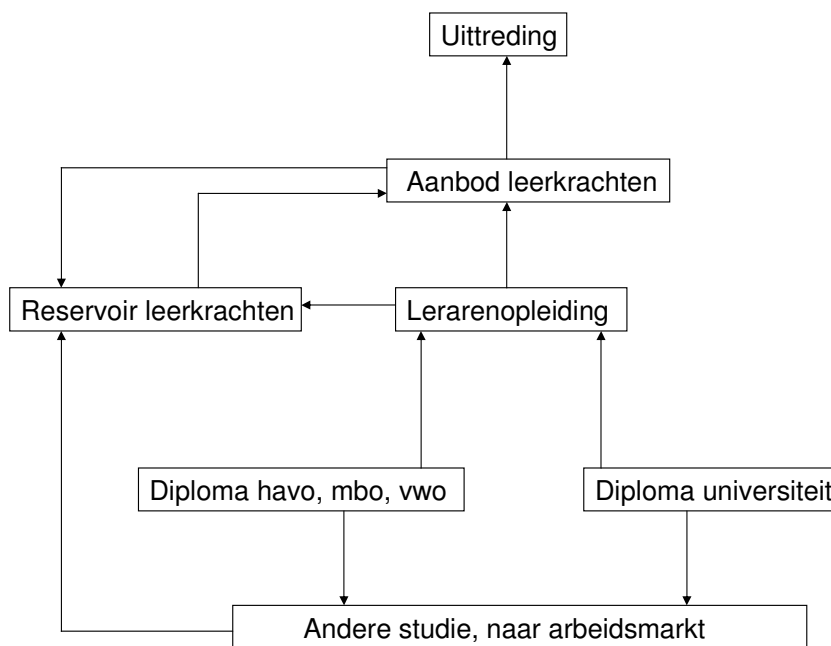 Uittreding
Aanbod leerkrachten
Reservoir leerkrachten
Lerarenopleiding
Diploma havo, mbo, vwo
Diploma universiteit
Andere studie, naar arbeidsmarkt